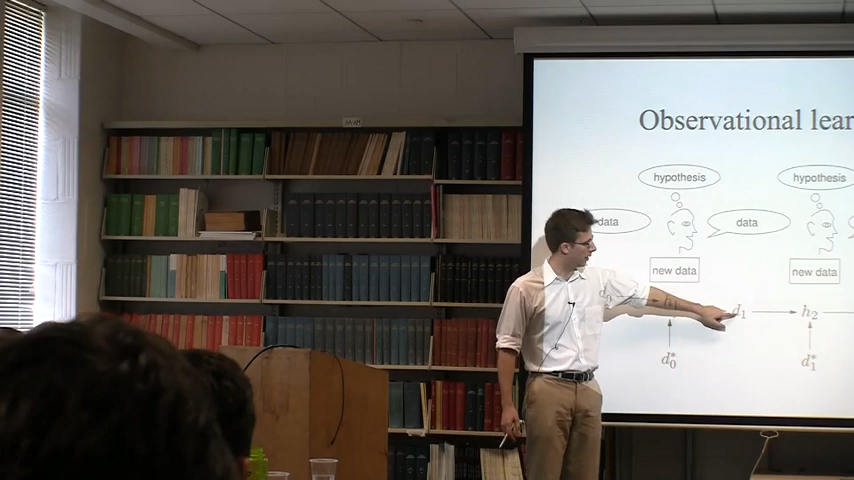 Observational lear
hypothesis hypothesis
data data
new data new data
d₁ → h₂
d₀* d₁*